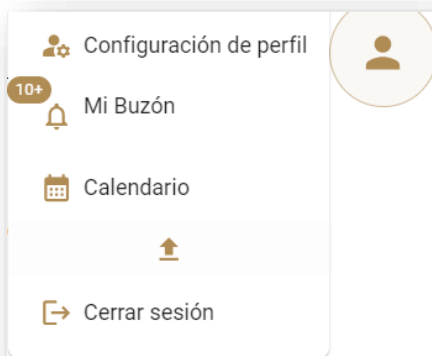 Configuración de perfil
10+
Mi Buzón
Calendario
Cerrar sesión